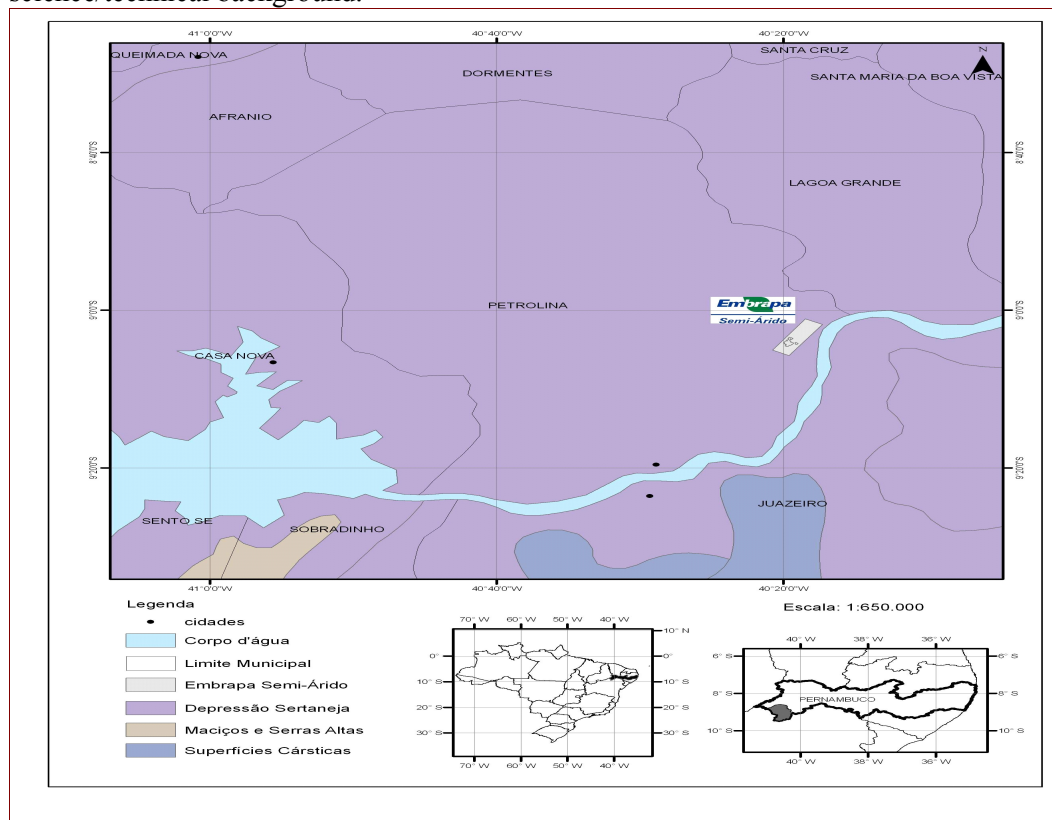 science/technical background.
41°0'0"W 40°40'0"W 40°20'0"W
QUEIMADA NOVA
SANTA CRUZ
N
DORMENTES
SANTA MARIA DA BOA VISTA
AFRANIO
8°40'0"S 8°40'0"S
LAGOA GRANDE
PETROLINA
Embrapa
Semi-Árido
9°0'0"S 9°0'0"S
CASA NOVA
9°20'0"S 9°20'0"S
JUAZEIRO
SENTO SE
SOBRADINHO
41°0'0"W 40°40'0"W 40°20'0"W
Legenda
cidades
Corpo d'água
Limite Municipal
Embrapa Semi-Árido
Depressão Sertaneja
Maciços e Serras Altas
Superfícies Cársticas
70° W 60° W 50° W 40° W
10° N
0° 0°
10° S 10° S
20° S 20° S
30° S 30° S
70° W 60° W 50° W 40° W
Escala: 1:650.000
40° W 38° W 36° W
6° S 6° S
8° S 8° S
PERNAMBUCO
10° S 10° S
40° W 38° W 36° W